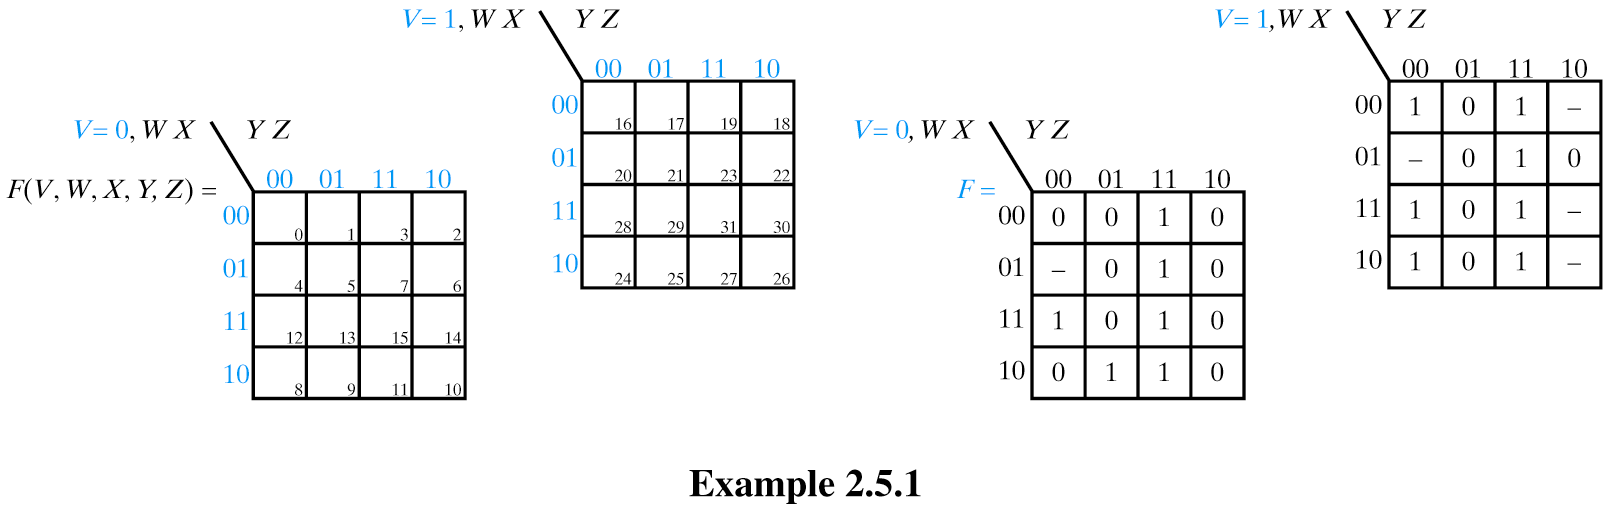 V= 1, W X Y Z
00 01 11 10
00 16 17 19 18
01 20 21 23 22
11 28 29 31 30
10 24 25 27 26
V= 0, W X Y Z
F(V, W, X, Y, Z) =
00 01 11 10
00 0 1 3 2
01 4 5 7 6
11 12 13 15 14
10 8 9 11 10
V= 1,W X Y Z
00 01 11 10
00 1 0 1 –
01 – 0 1 0
11 1 0 1 –
10 1 0 1 –
V= 0, W X Y Z
F =
00 01 11 10
00 0 0 1 0
01 – 0 1 0
11 1 0 1 0
10 0 1 1 0
Example 2.5.1